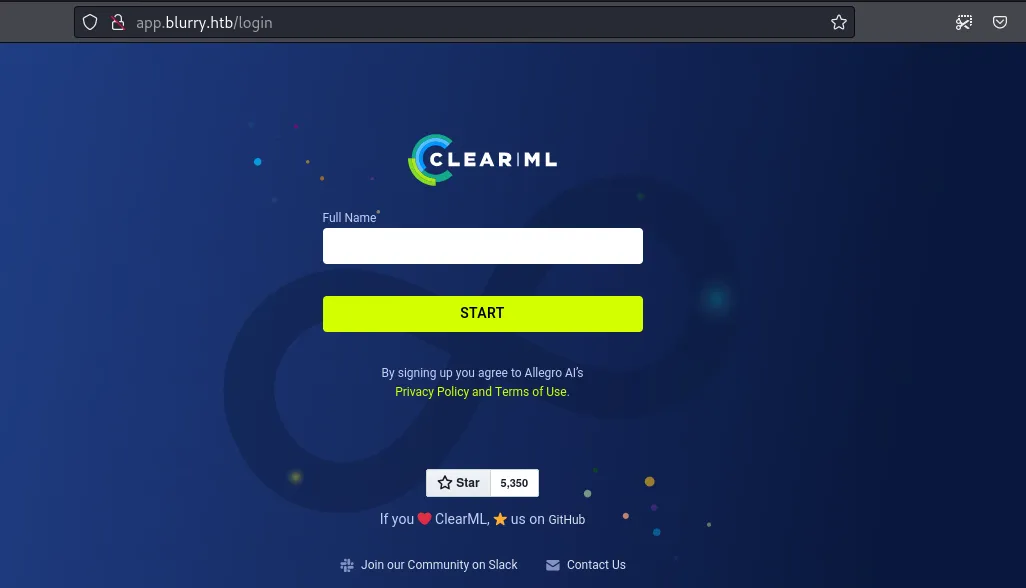 app.blurry.htb/login
CLEAR|ML
Full Name*
START
By signing up you agree to Allegro AI's
Privacy Policy and Terms of Use.
Star 5,350
If you ❤️ ClearML, ⭐ us on GitHub
Join our Community on Slack Contact Us